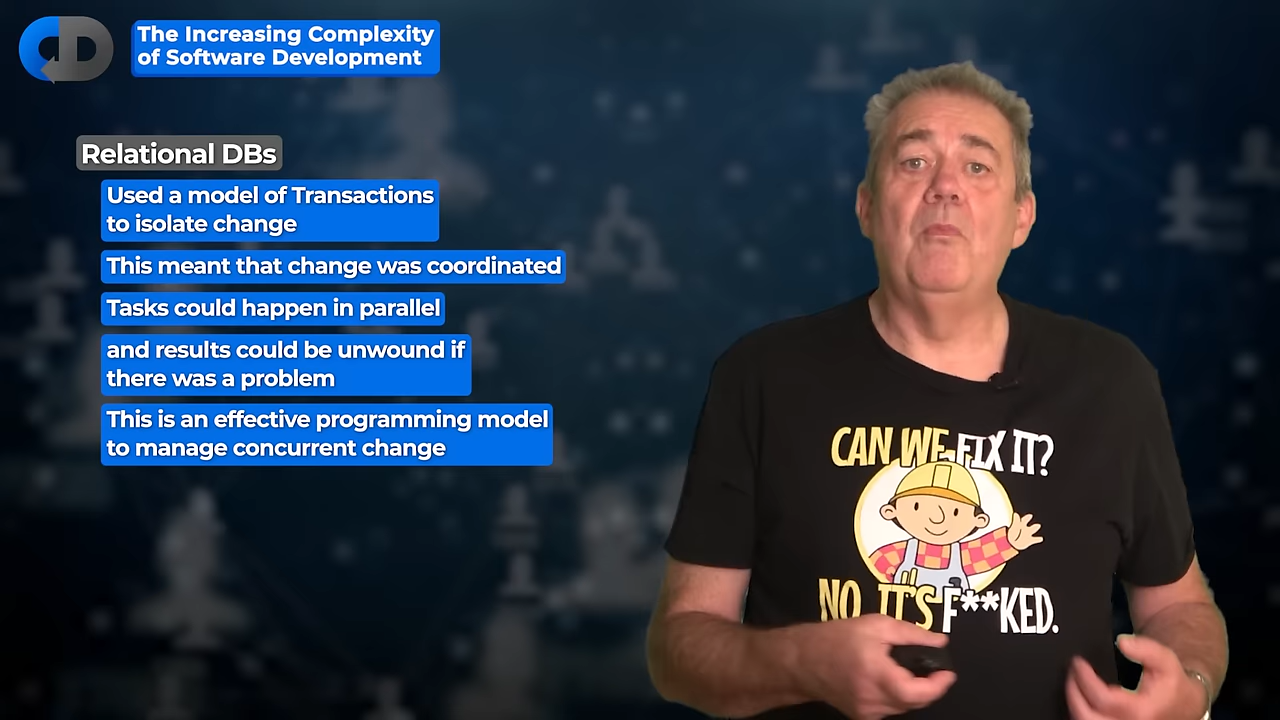 CD
The Increasing Complexity
of Software Development
Relational DBs
Used a model of Transactions
to isolate change
This meant that change was coordinated
Tasks could happen in parallel
and results could be unwound if
there was a problem
This is an effective programming model
to manage concurrent change
CAN WE FIX IT?
NO, IT'S F**KED.